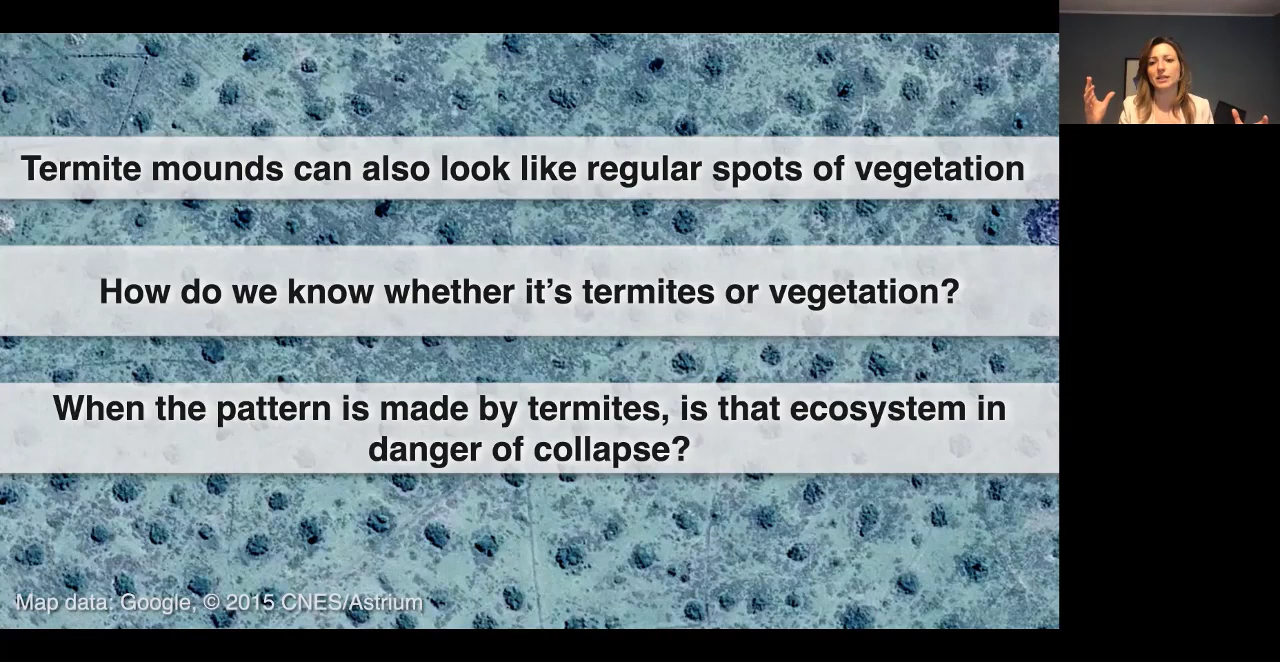 Termite mounds can also look like regular spots of vegetation
How do we know whether it’s termites or vegetation?
When the pattern is made by termites, is that ecosystem in
danger of collapse?
Map data: Google, © 2015 CNES/Astrium